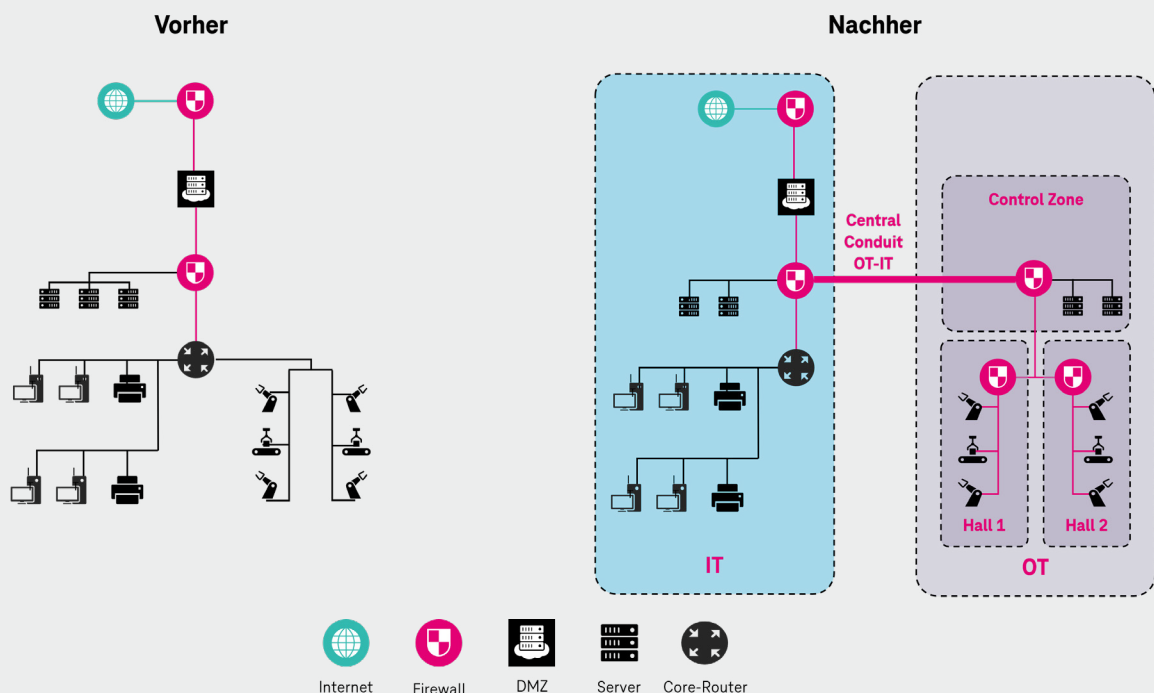 Vorher
Nachher
Central
Conduit
OT-IT
Control Zone
Hall 1
Hall 2
IT
OT
Internet
Firewall
DMZ
Server
Core-Router